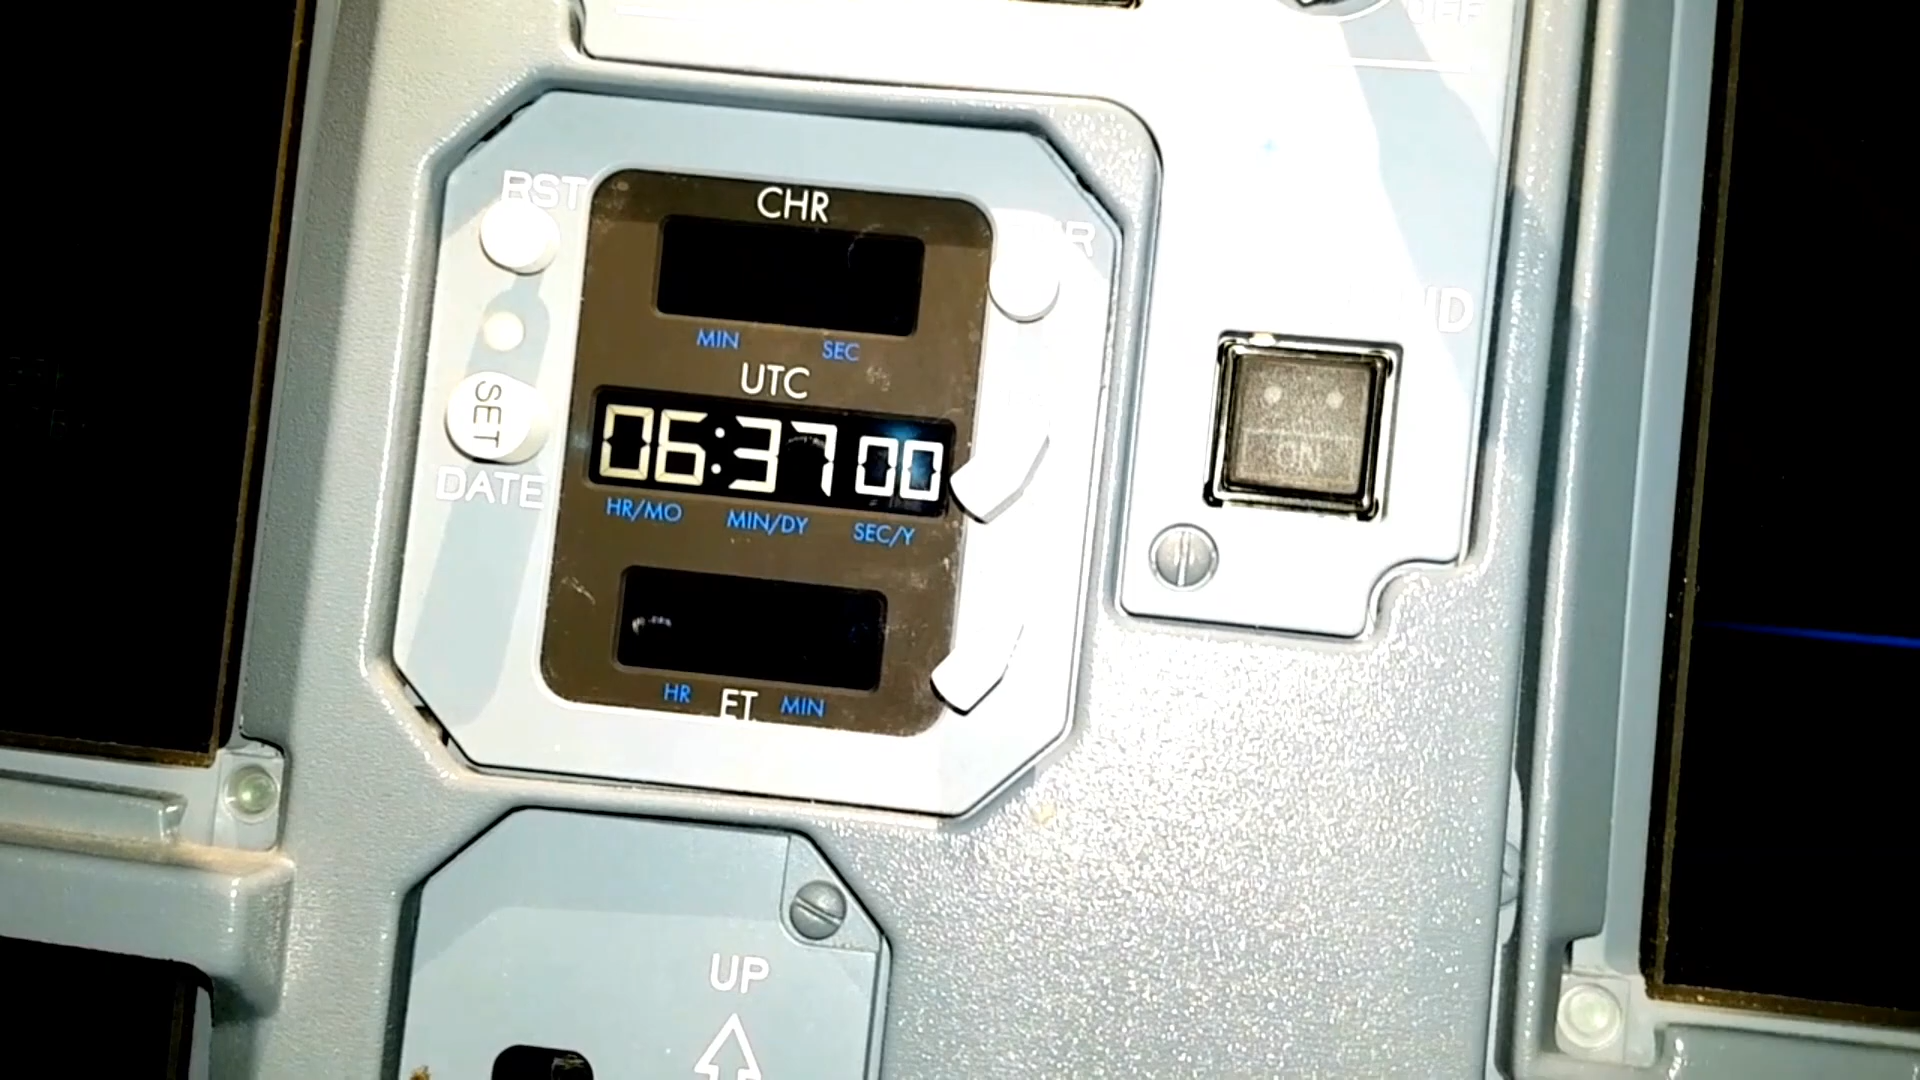 OFF
RST
CHR
MIN SEC
UTC
SET
06:37 00
DATE
HR/MO MIN/DY SEC/Y
ON
HR ET MIN
UP